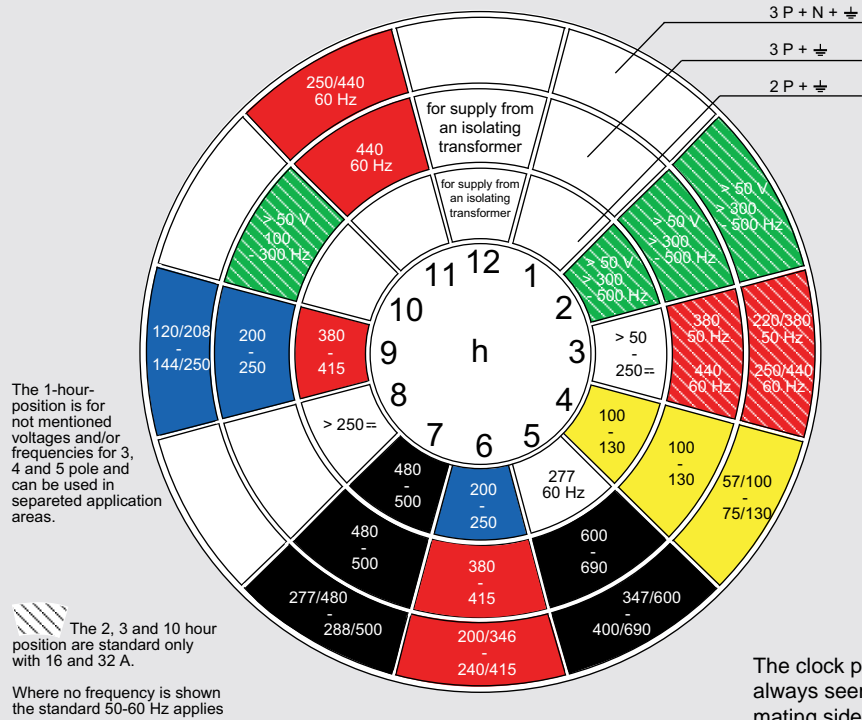 3 P + N + ⏚
3 P + ⏚
2 P + ⏚
250/440
60 Hz
440
60 Hz
for supply from
an isolating
transformer
for supply from
an isolating
transformer
> 50 V
> 300
- 500 Hz
> 50 V
> 300
- 500 Hz
> 50 V
> 300
- 500 Hz
> 50 V
100
- 300 Hz
12
1
2
3
4
5
6
7
8
9
10
11
h
120/208
-
144/250
200
-
250
380
-
415
> 50
-
250⎓
380
50 Hz
440
60 Hz
220/380
50 Hz
250/440
60 Hz
> 250⎓
100
-
130
100
-
130
57/100
-
75/130
480
-
500
200
-
250
277
60 Hz
480
-
500
380
-
415
600
-
690
277/480
-
288/500
200/346
-
240/415
347/600
-
400/690
The 1-hour-
position is for
not mentioned
voltages and/or
frequencies for 3,
4 and 5 pole and
can be used in
separeted application
areas.
The 2, 3 and 10 hour
position are standard only
with 16 and 32 A.
Where no frequency is shown
the standard 50-60 Hz applies
The clock p
always seen
mating side